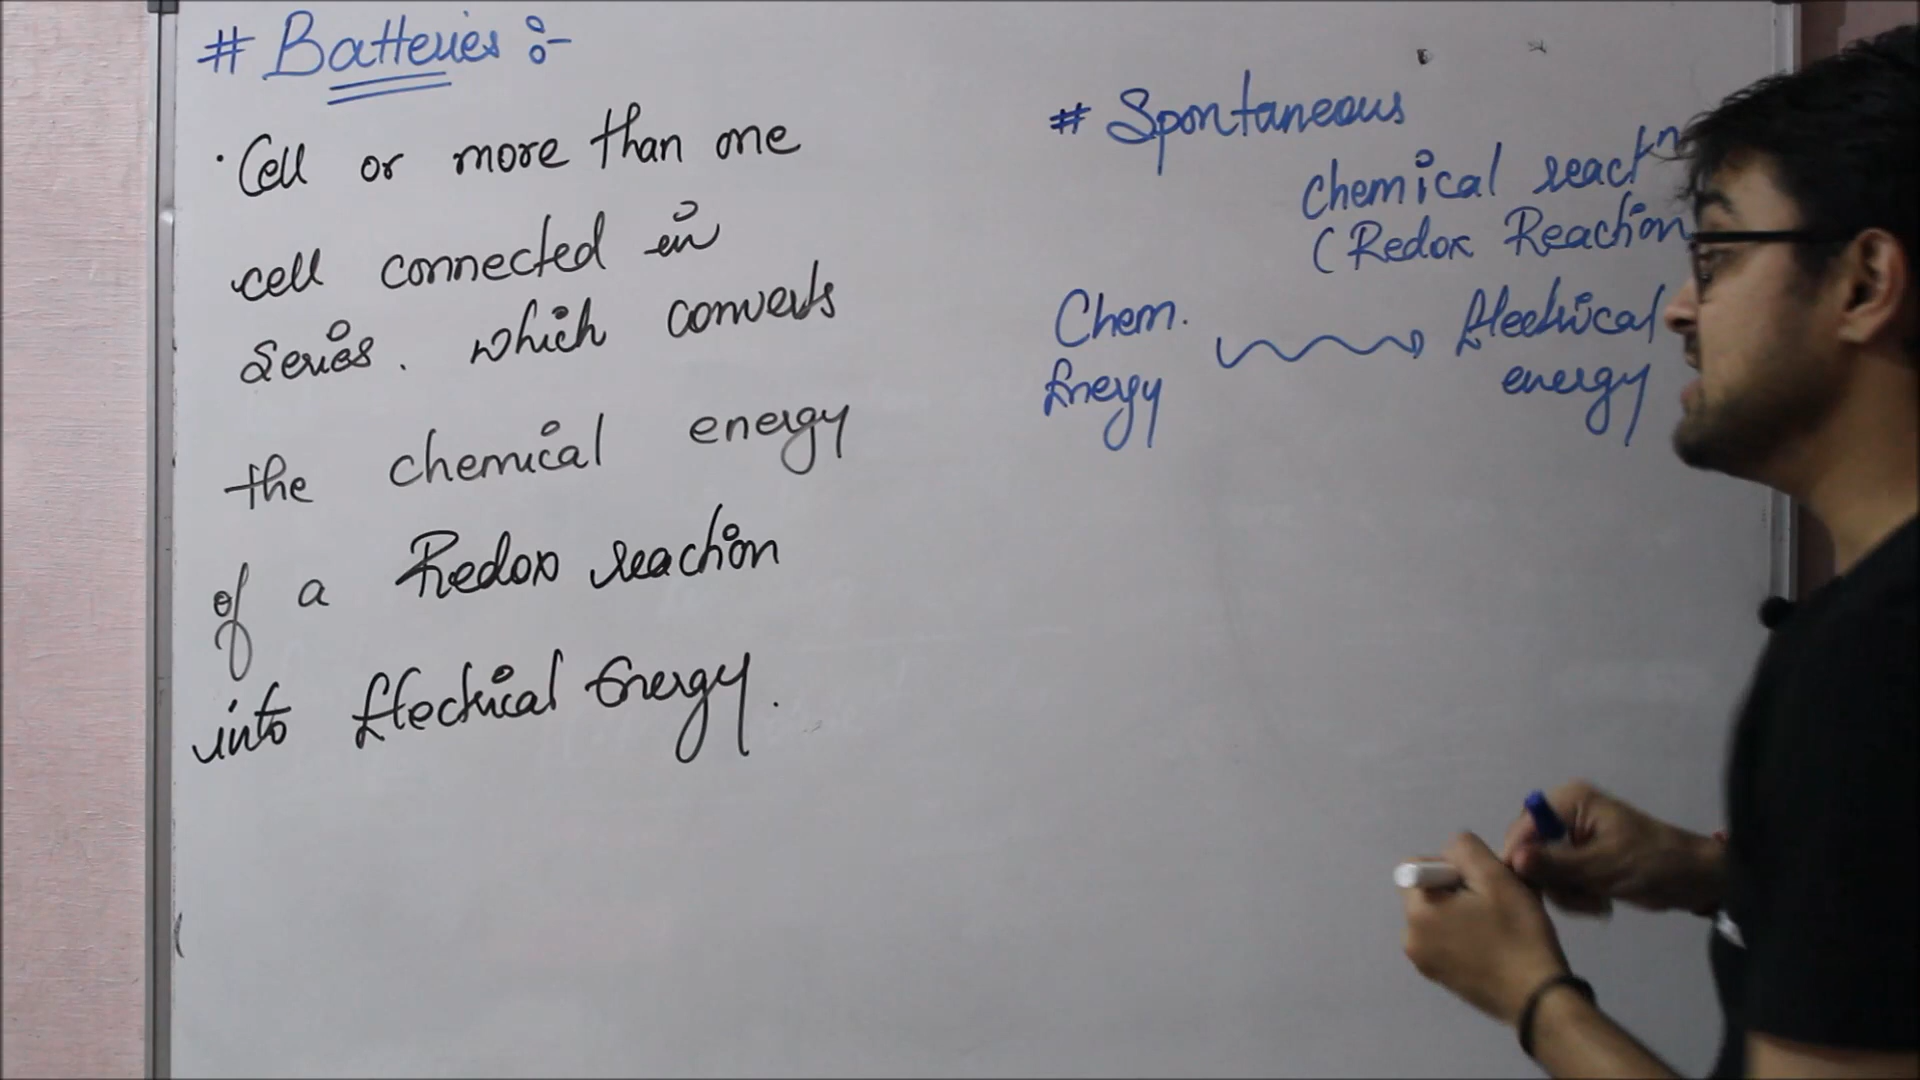 # Batteries :-
· Cell or more than one
cell connected in
series. which converts
the chemical energy
of a Redox reaction
into Electrical Energy.
# Spontaneous
Chemical reactn
(Redox Reaction
Chem. Energy ⟿ Electrical energy